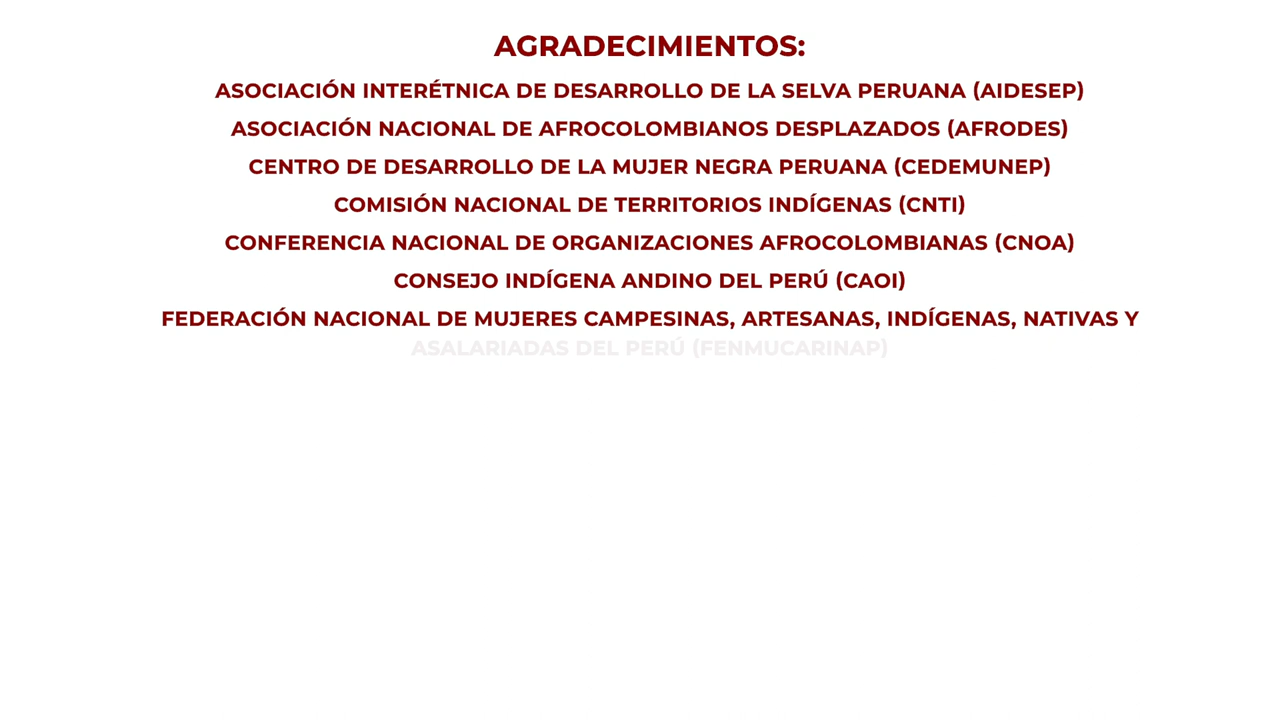 AGRADECIMIENTOS:
ASOCIACIÓN INTERÉTNICA DE DESARROLLO DE LA SELVA PERUANA (AIDESEP)
ASOCIACIÓN NACIONAL DE AFROCOLOMBIANOS DESPLAZADOS (AFRODES)
CENTRO DE DESARROLLO DE LA MUJER NEGRA PERUANA (CEDEMUNEP)
COMISIÓN NACIONAL DE TERRITORIOS INDÍGENAS (CNTI)
CONFERENCIA NACIONAL DE ORGANIZACIONES AFROCOLOMBIANAS (CNOA)
CONSEJO INDÍGENA ANDINO DEL PERÚ (CAOI)
FEDERACIÓN NACIONAL DE MUJERES CAMPESINAS, ARTESANAS, INDÍGENAS, NATIVAS Y
ASALARIADAS DEL PERÚ (FENMUCARINAP)